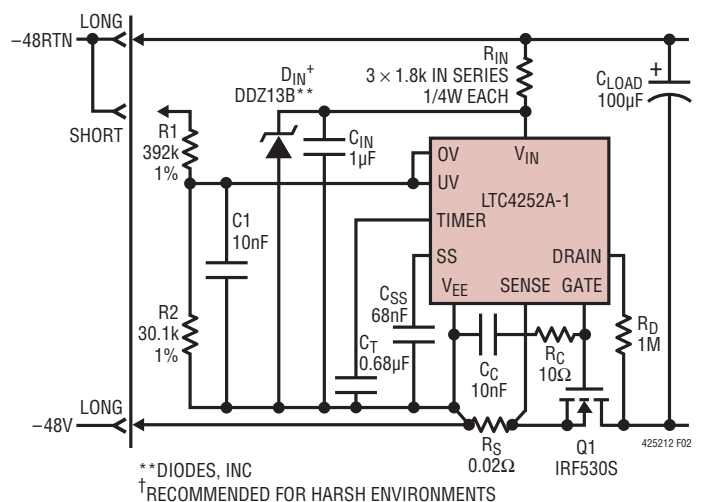 LONG
−48RTN
SHORT
R1
392k
1%
D_IN†
DDZ13B**
C_IN
1µF
R_IN
3 × 1.8k IN SERIES
1/4W EACH
C_LOAD
100µF
+
OV
UV
TIMER
SS
V_IN
LTC4252A-1
DRAIN
V_EE
SENSE
GATE
C1
10nF
R2
30.1k
1%
C_SS
68nF
C_T
0.68µF
C_C
10nF
R_C
10Ω
R_D
1M
LONG
−48V
R_S
0.02Ω
Q1
IRF530S
425212 F02
**DIODES, INC
†RECOMMENDED FOR HARSH ENVIRONMENTS